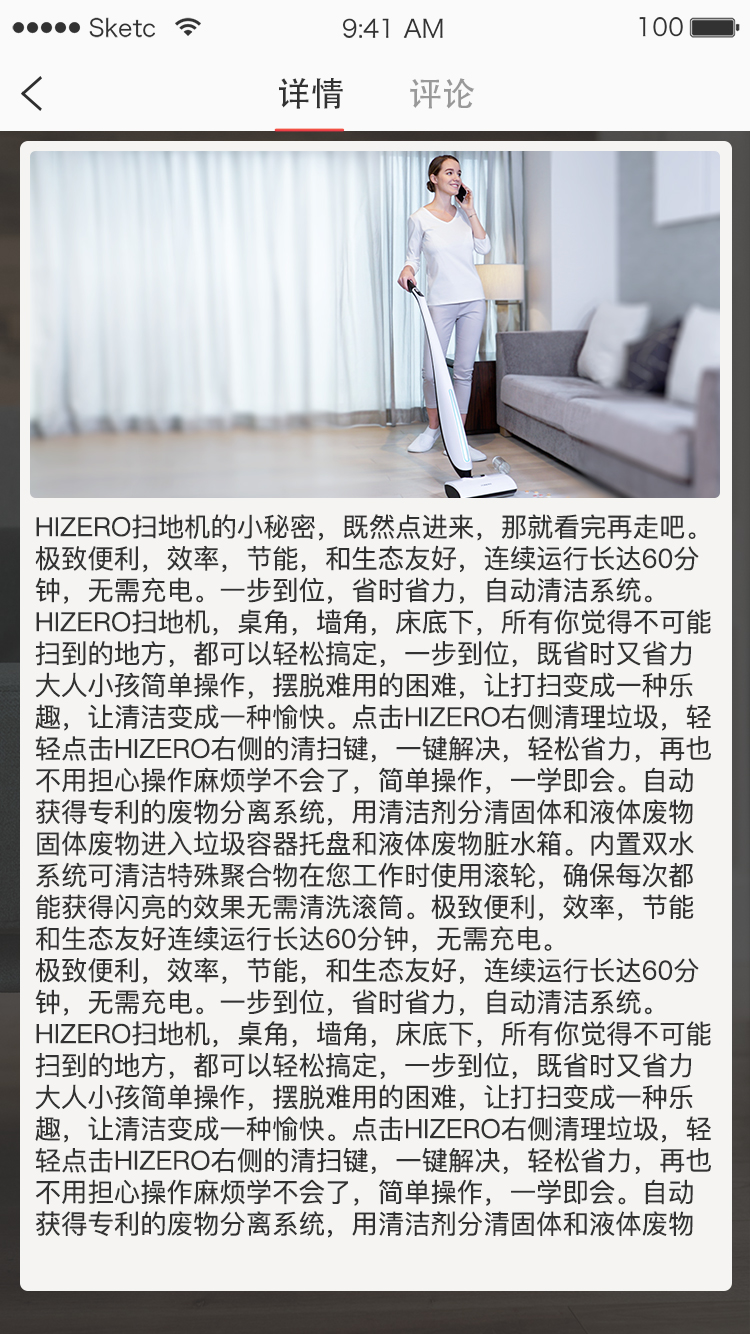 Sketc
9:41 AM
100
详情
评论
HIZERO扫地机的小秘密，既然点进来，那就看完再走吧。
极致便利，效率，节能，和生态友好，连续运行长达60分
钟，无需充电。一步到位，省时省力，自动清洁系统。
HIZERO扫地机，桌角，墙角，床底下，所有你觉得不可能
扫到的地方，都可以轻松搞定，一步到位，既省时又省力
大人小孩简单操作，摆脱难用的困难，让打扫变成一种乐
趣，让清洁变成一种愉快。点击HIZERO右侧清理垃圾，轻
轻点击HIZERO右侧的清扫键，一键解决，轻松省力，再也
不用担心操作麻烦学不会了，简单操作，一学即会。自动
获得专利的废物分离系统，用清洁剂分清固体和液体废物
固体废物进入垃圾容器托盘和液体废物脏水箱。内置双水
系统可清洁特殊聚合物在您工作时使用滚轮，确保每次都
能获得闪亮的效果无需清洗滚筒。极致便利，效率，节能
和生态友好连续运行长达60分钟，无需充电。
极致便利，效率，节能，和生态友好，连续运行长达60分
钟，无需充电。一步到位，省时省力，自动清洁系统。
HIZERO扫地机，桌角，墙角，床底下，所有你觉得不可能
扫到的地方，都可以轻松搞定，一步到位，既省时又省力
大人小孩简单操作，摆脱难用的困难，让打扫变成一种乐
趣，让清洁变成一种愉快。点击HIZERO右侧清理垃圾，轻
轻点击HIZERO右侧的清扫键，一键解决，轻松省力，再也
不用担心操作麻烦学不会了，简单操作，一学即会。自动
获得专利的废物分离系统，用清洁剂分清固体和液体废物